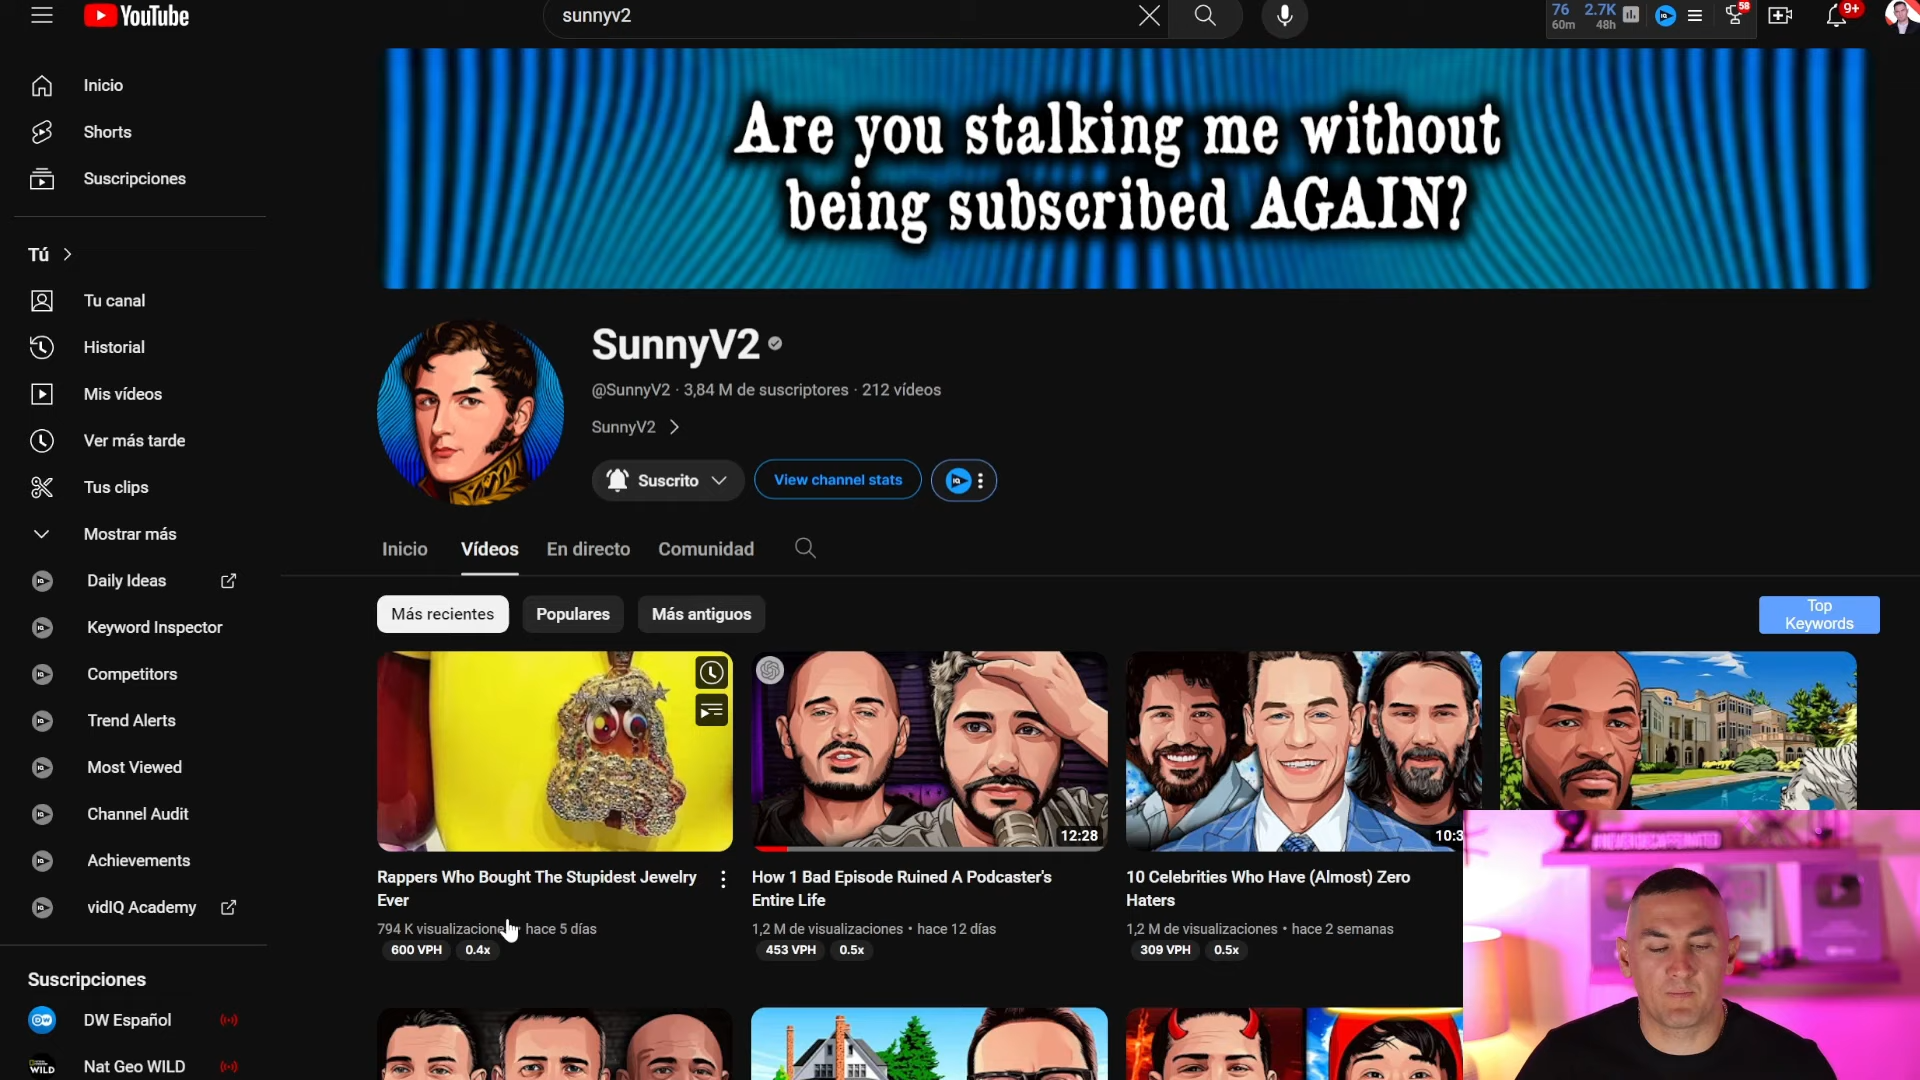 YouTube
sunnyv2
76
60m
2.7K
48h
58
9+
Inicio
Shorts
Suscripciones
Tú
Tu canal
Historial
Mis vídeos
Ver más tarde
Tus clips
Mostrar más
Daily Ideas
Keyword Inspector
Competitors
Trend Alerts
Most Viewed
Channel Audit
Achievements
vidIQ Academy
Suscripciones
DW Español
Nat Geo WILD
Are you stalking me without
being subscribed AGAIN?
SunnyV2
@SunnyV2 · 3,84 M de suscriptores · 212 vídeos
SunnyV2
Suscrito
View channel stats
Inicio
Vídeos
En directo
Comunidad
Más recientes
Populares
Más antiguos
Top
Keywords
12:28
10:3
Rappers Who Bought The Stupidest Jewelry
Ever
794 K visualizacione • hace 5 días
600 VPH
0.4x
How 1 Bad Episode Ruined A Podcaster's
Entire Life
1,2 M de visualizaciones • hace 12 días
453 VPH
0.5x
10 Celebrities Who Have (Almost) Zero
Haters
1,2 M de visualizaciones • hace 2 semanas
309 VPH
0.5x